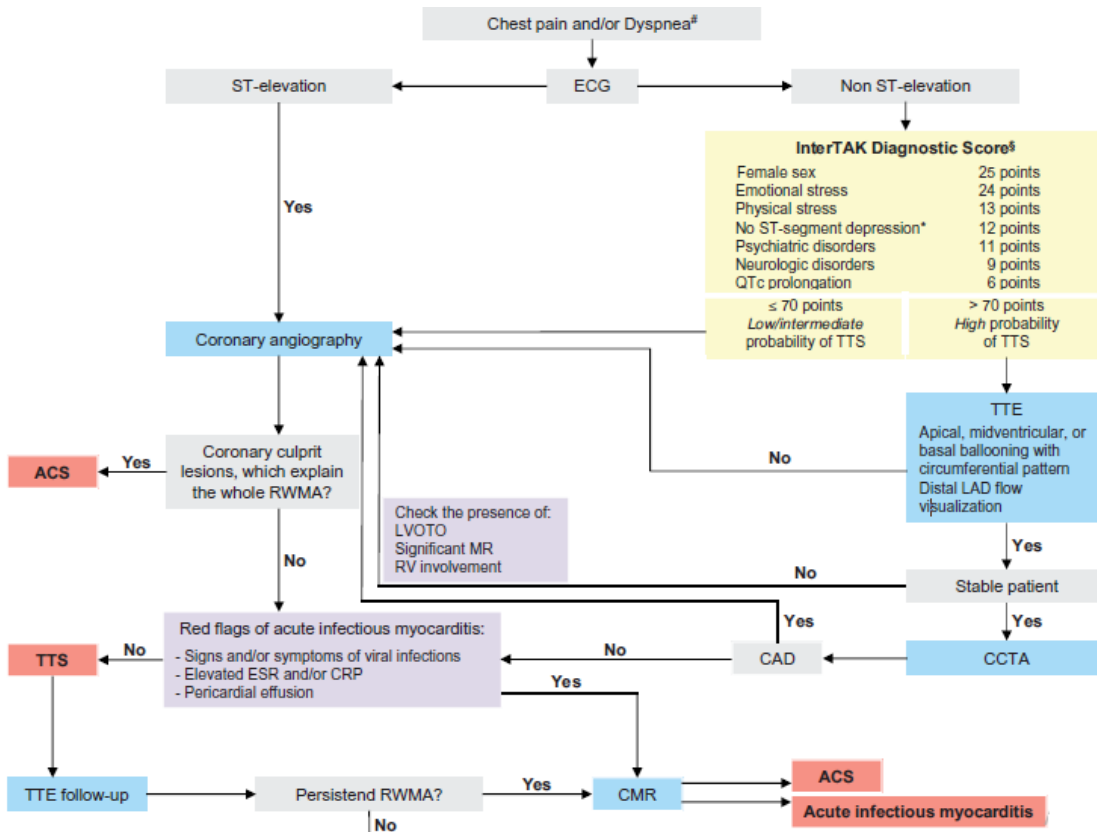 Chest pain and/or Dyspnea#
ST-elevation
ECG
Non ST-elevation
InterTAK Diagnostic Score§
Female sex 25 points
Emotional stress 24 points
Physical stress 13 points
No ST-segment depression* 12 points
Psychiatric disorders 11 points
Neurologic disorders 9 points
QTc prolongation 6 points
≤ 70 points
Low/intermediate
probability of TTS
> 70 points
High probability
of TTS
Yes
Coronary angiography
TTE
Apical, midventricular, or
basal ballooning with
circumferential pattern
Distal LAD flow
visualization
No
Coronary culprit
lesions, which explain
the whole RWMA?
Yes
ACS
Check the presence of:
LVOTO
Significant MR
RV involvement
Yes
No
No
Stable patient
Yes
Yes
Red flags of acute infectious myocarditis:
- Signs and/or symptoms of viral infections
- Elevated ESR and/or CRP
- Pericardial effusion
No
TTS
No
CAD
CCTA
Yes
TTE follow-up
Persistend RWMA?
Yes
CMR
ACS
Acute infectious myocarditis
No